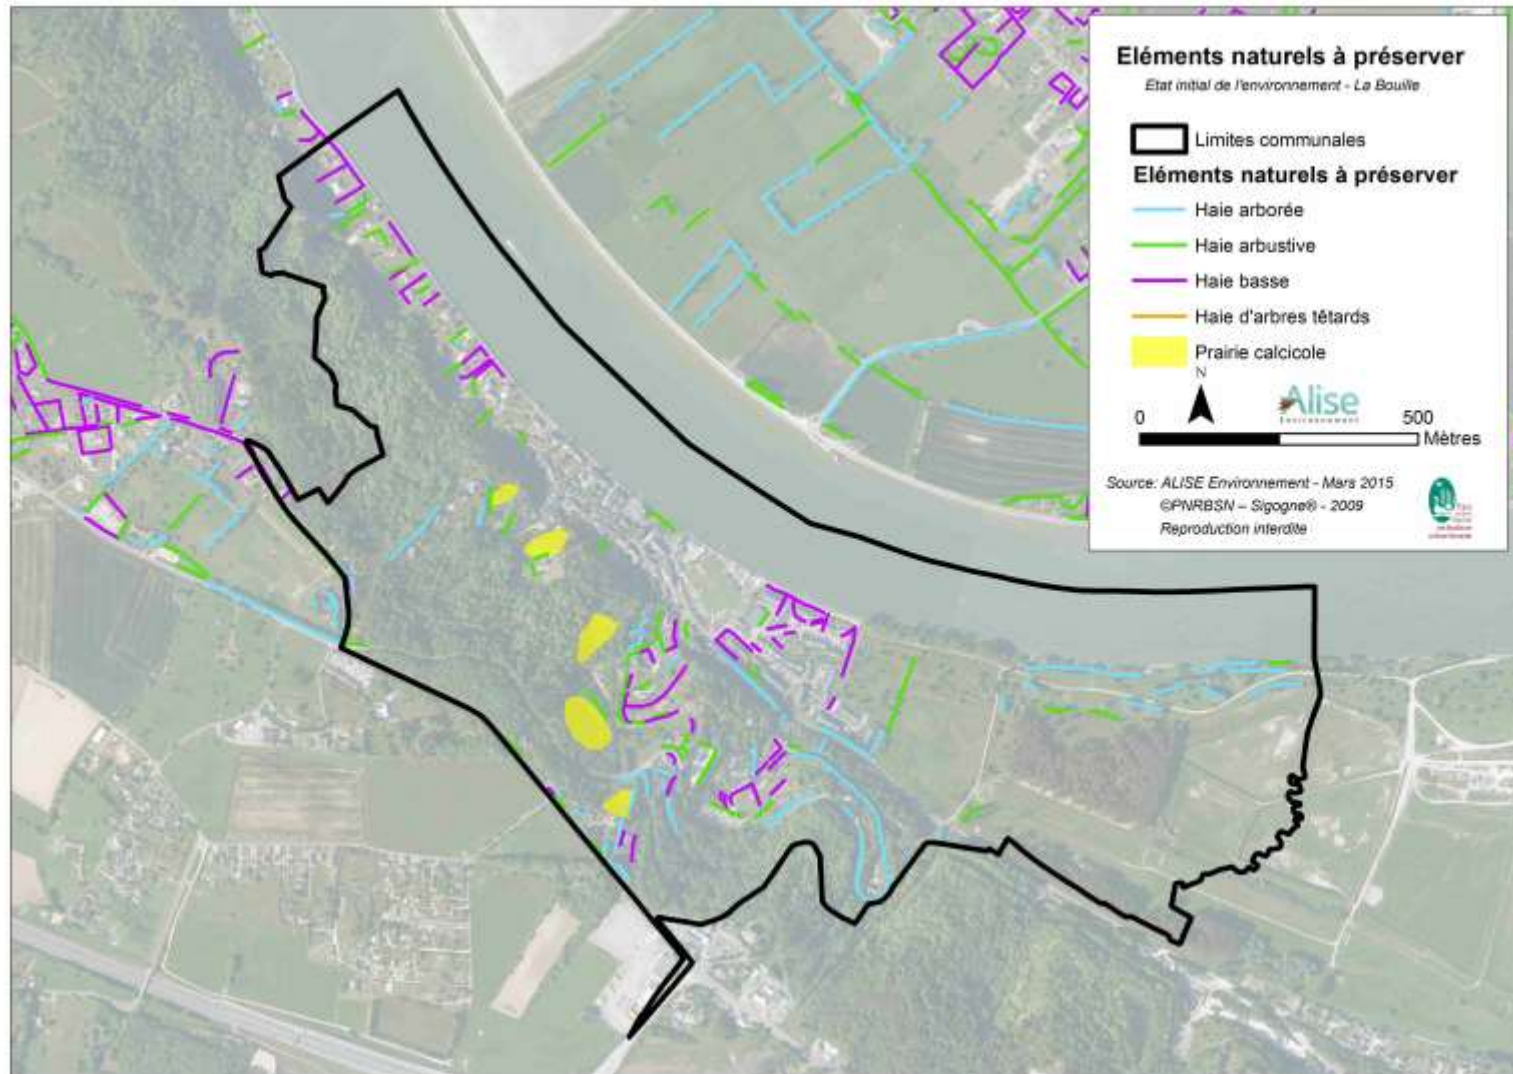 Eléments naturels à préserver
Etat initial de l'environnement - La Bouille
Limites communales
Eléments naturels à préserver
Haie arborée
Haie arbustive
Haie basse
Haie d'arbres têtards
Prairie calcicole
N
Alise
Environnement
0 500
Mètres
Source: ALISE Environnement - Mars 2015
©PNRBSN – Sigogne® - 2009
Reproduction interdite